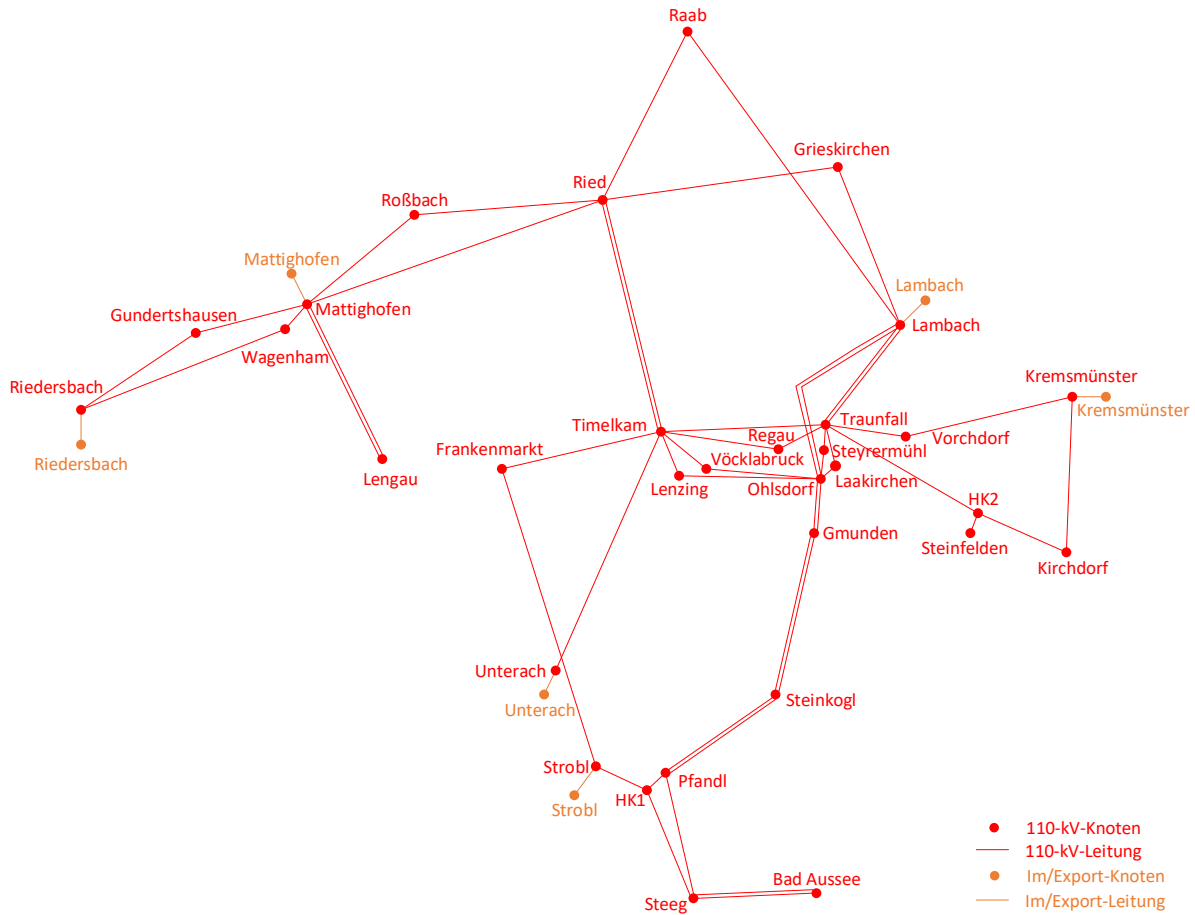 Raab
Grieskirchen
Ried
Roßbach
Mattighofen
Lambach
Mattighofen
Gundertshausen
Lambach
Wagenham
Riedersbach
Kremsmünster
Kremsmünster
Timelkam
Traunfall
Regau
Vorchdorf
Frankenmarkt
Steyrermühl
Riedersbach
Vöcklabruck
Lengau
Lenzing
Ohlsdorf
Laakirchen
HK2
Gmunden
Steinfelden
Kirchdorf
Unterach
Unterach
Steinkogl
Strobl
Pfandl
HK1
Strobl
110-kV-Knoten
110-kV-Leitung
Im/Export-Knoten
Im/Export-Leitung
Bad Aussee
Steeg